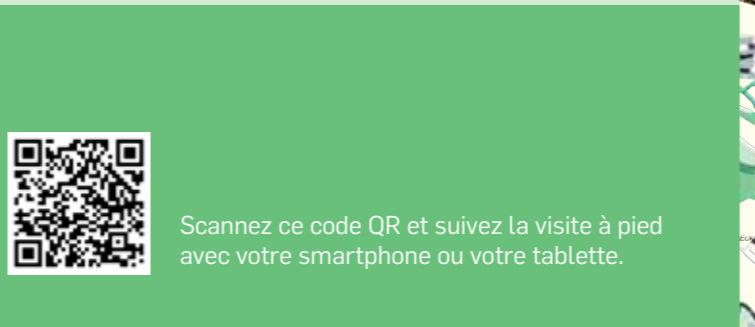 Scannez ce code QR et suivez la visite à pied
avec votre smartphone ou votre tablette.